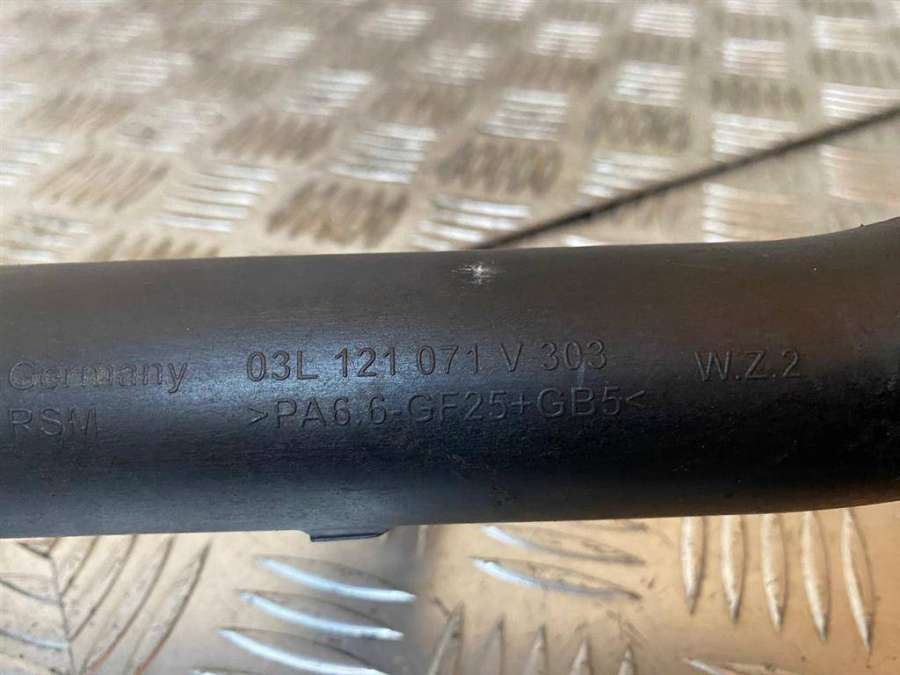 Germany 03L 121 071 V 303 W.Z.2
RSM >PA6.6-GF25+GB5<